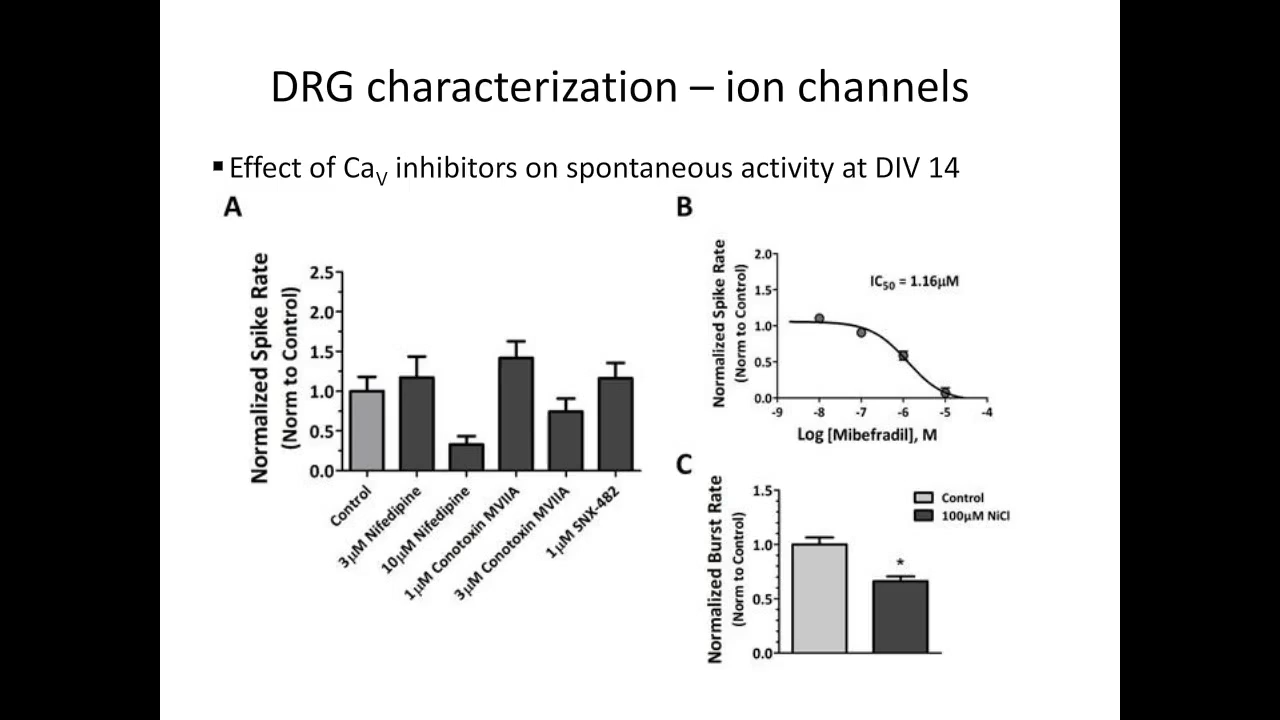 DRG characterization – ion channels
▪ Effect of CaV inhibitors on spontaneous activity at DIV 14
A
Normalized Spike Rate
(Norm to Control)
2.5
2.0
1.5
1.0
0.5
0.0
Control
3µM Nifedipine
10µM Nifedipine
1µM Conotoxin MVIIA
3µM Conotoxin MVIIA
1µM SNX-482
B
Normalized Spike Rate
(Norm to Control)
2.0
1.5
1.0
0.5
0.0
IC50 = 1.16µM
-9 -8 -7 -6 -5 -4
Log [Mibefradil], M
C
Normalized Burst Rate
(Norm to Control)
1.5
1.0
0.5
0.0
Control
100µM NiCl
*